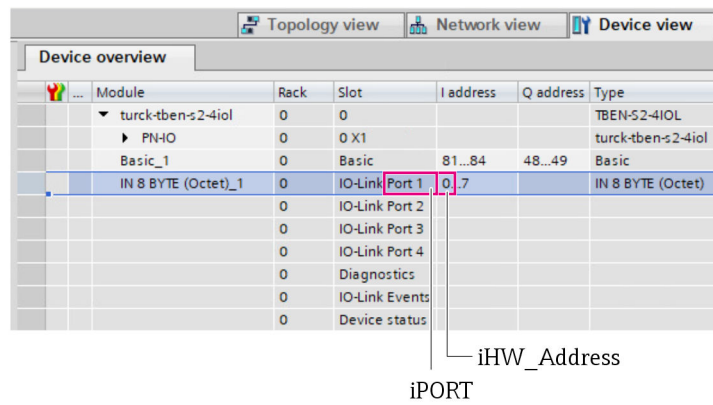 Topology view Network view Device view
Device overview
... Module Rack Slot I address Q address Type
turck-tben-s2-4iol 0 0 TBEN-S2-4IOL
PN-IO 0 0 X1 turck-tben-s2-4iol
Basic_1 0 Basic 81...84 48...49 Basic
IN 8 BYTE (Octet)_1 0 IO-Link Port 1 0...7 IN 8 BYTE (Octet)
0 IO-Link Port 2
0 IO-Link Port 3
0 IO-Link Port 4
0 Diagnostics
0 IO-Link Events
0 Device status
iHW_Address
iPORT